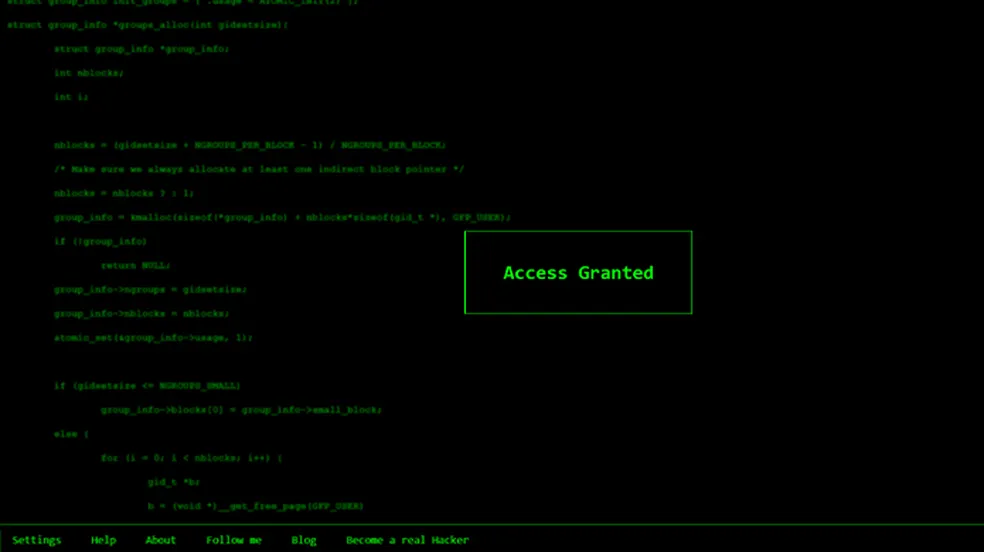 struct group_info init_groups = { .usage = ATOMIC_INIT(2) };
struct group_info *groups_alloc(int gidsetsize){
struct group_info *group_info;
int nblocks;
int i;
nblocks = (gidsetsize + NGROUPS_PER_BLOCK - 1) / NGROUPS_PER_BLOCK;
/* Make sure we always allocate at least one indirect block pointer */
nblocks = nblocks ? : 1;
group_info = kmalloc(sizeof(*group_info) + nblocks*sizeof(gid_t *), GFP_USER);
if (!group_info)
return NULL;
group_info->ngroups = gidsetsize;
group_info->nblocks = nblocks;
atomic_set(&group_info->usage, 1);
if (gidsetsize <= NGROUPS_SMALL)
group_info->blocks[0] = group_info->small_block;
else {
for (i = 0; i < nblocks; i++) {
gid_t *b;
b = (void *)__get_free_page(GFP_USER)
Access Granted
Settings Help About Follow me Blog Become a real Hacker